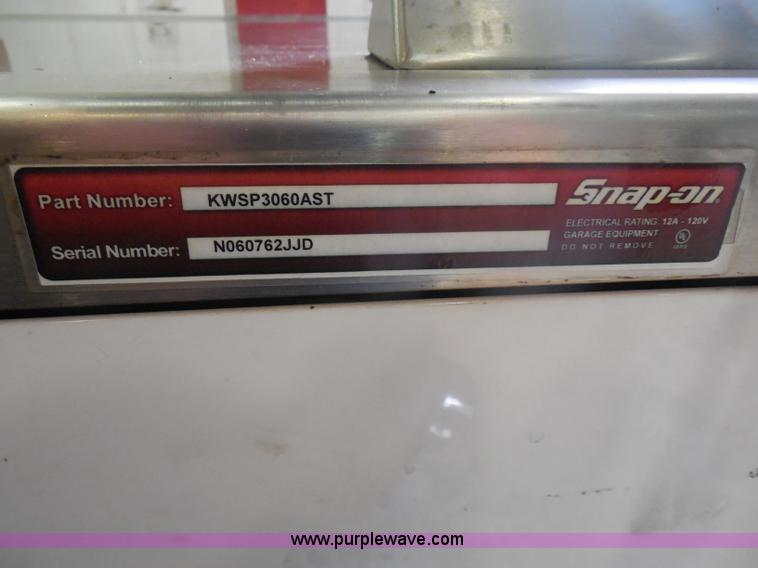 Part Number: KWSP3060AST
Serial Number: N060762JJD
Snap-on
ELECTRICAL RATING: 12A - 120V
GARAGE EQUIPMENT
DO NOT REMOVE
www.purplewave.com